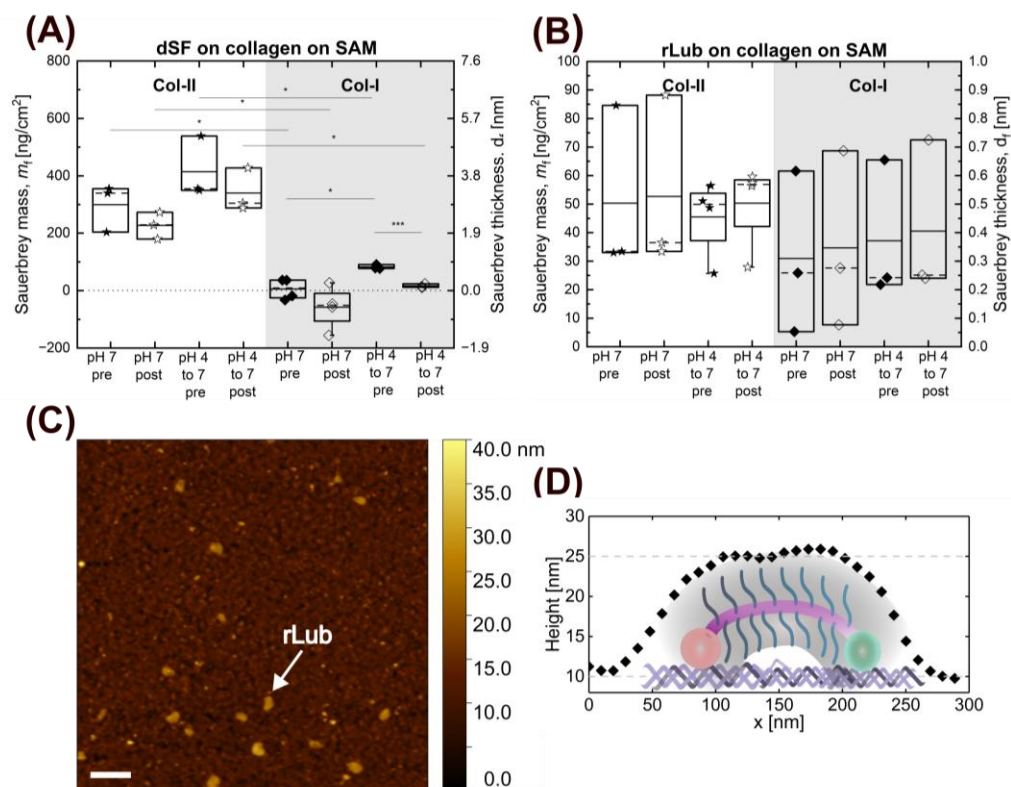 (A)
dSF on collagen on SAM
Col-II
Col-I
Sauerbrey mass, mf [ng/cm²]
800
600
400
200
0
−200
7.6
5.7
3.8
1.9
0.0
−1.9
Sauerbrey thickness, df [nm]
*
*
*
*
*
***
pH 7 pre
pH 7 post
pH 4 to 7 pre
pH 4 to 7 post
pH 7 pre
pH 7 post
pH 4 to 7 pre
pH 4 to 7 post
(B)
rLub on collagen on SAM
Col-II
Col-I
Sauerbrey mass, mf [ng/cm²]
100
90
80
70
60
50
40
30
20
10
0
1.0
0.9
0.8
0.7
0.6
0.5
0.4
0.3
0.2
0.1
0.0
Sauerbrey thickness, df [nm]
pH 7 pre
pH 7 post
pH 4 to 7 pre
pH 4 to 7 post
pH 7 pre
pH 7 post
pH 4 to 7 pre
pH 4 to 7 post
(C)
rLub
40.0 nm
35.0
30.0
25.0
20.0
15.0
10.0
0.0
(D)
Height [nm]
30
25
20
15
10
0
50
100
150
200
250
300
x [nm]